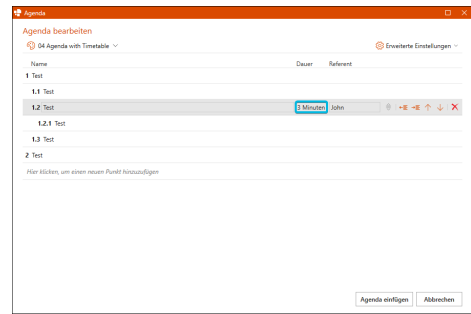 Agenda
Agenda bearbeiten
04 Agenda with Timetable
Erweiterte Einstellungen
Name Dauer Referent
1 Test
1.1 Test
1.2 Test 3 Minuten John
1.2.1 Test
1.3 Test
2 Test
Hier klicken, um einen neuen Punkt hinzuzufügen
Agenda einfügen Abbrechen